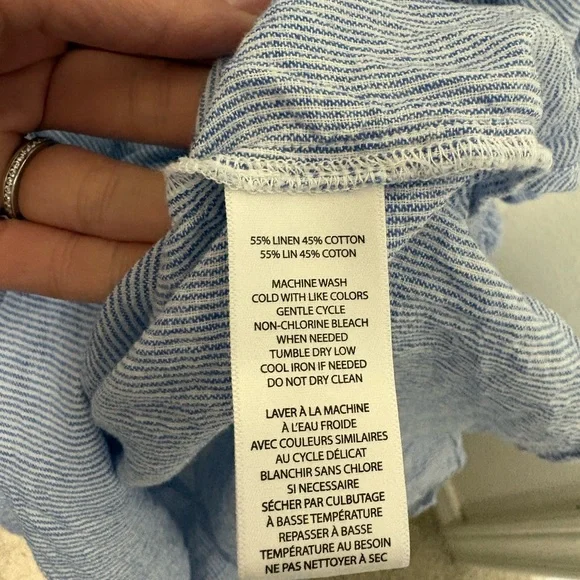 55% LINEN 45% COTTON
55% LIN 45% COTON
MACHINE WASH
COLD WITH LIKE COLORS
GENTLE CYCLE
NON-CHLORINE BLEACH
WHEN NEEDED
TUMBLE DRY LOW
COOL IRON IF NEEDED
DO NOT DRY CLEAN
LAVER À LA MACHINE
À L'EAU FROIDE
AVEC COULEURS SIMILAIRES
AU CYCLE DÉLICAT
BLANCHIR SANS CHLORE
SI NECESSAIRE
SÉCHER PAR CULBUTAGE
À BASSE TEMPÉRATURE
REPASSER À BASSE
TEMPÉRATURE AU BESOIN
NE PAS NETTOYER À SEC